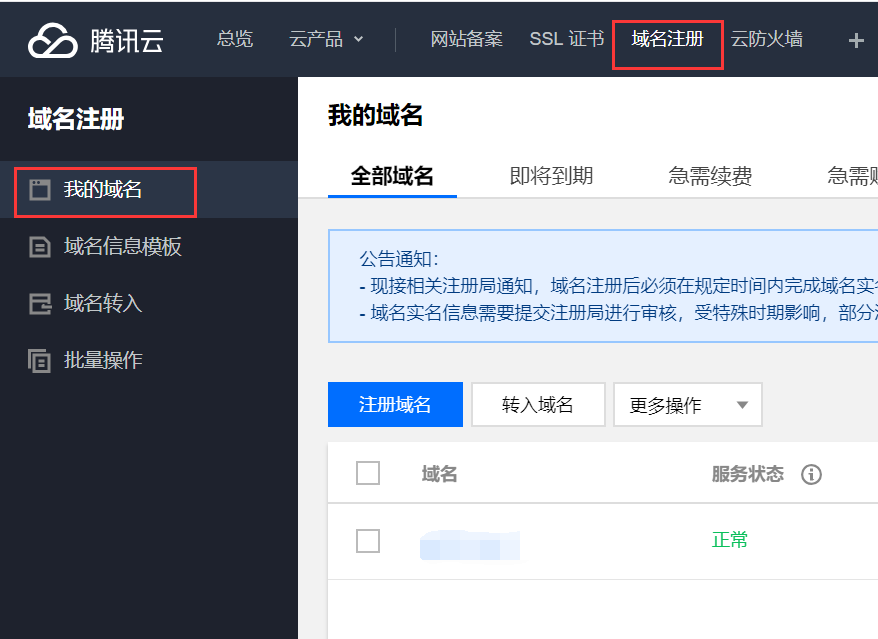 腾讯云 总览 云产品 网站备案 SSL 证书 域名注册 云防火墙
域名注册
我的域名
域名信息模板
域名转入
批量操作
我的域名
全部域名 即将到期 急需续费 急需
公告通知：
- 现接相关注册局通知，域名注册后必须在规定时间内完成域名实
- 域名实名信息需要提交注册局进行审核，受特殊时期影响，部分
注册域名 转入域名 更多操作
域名 服务状态
正常